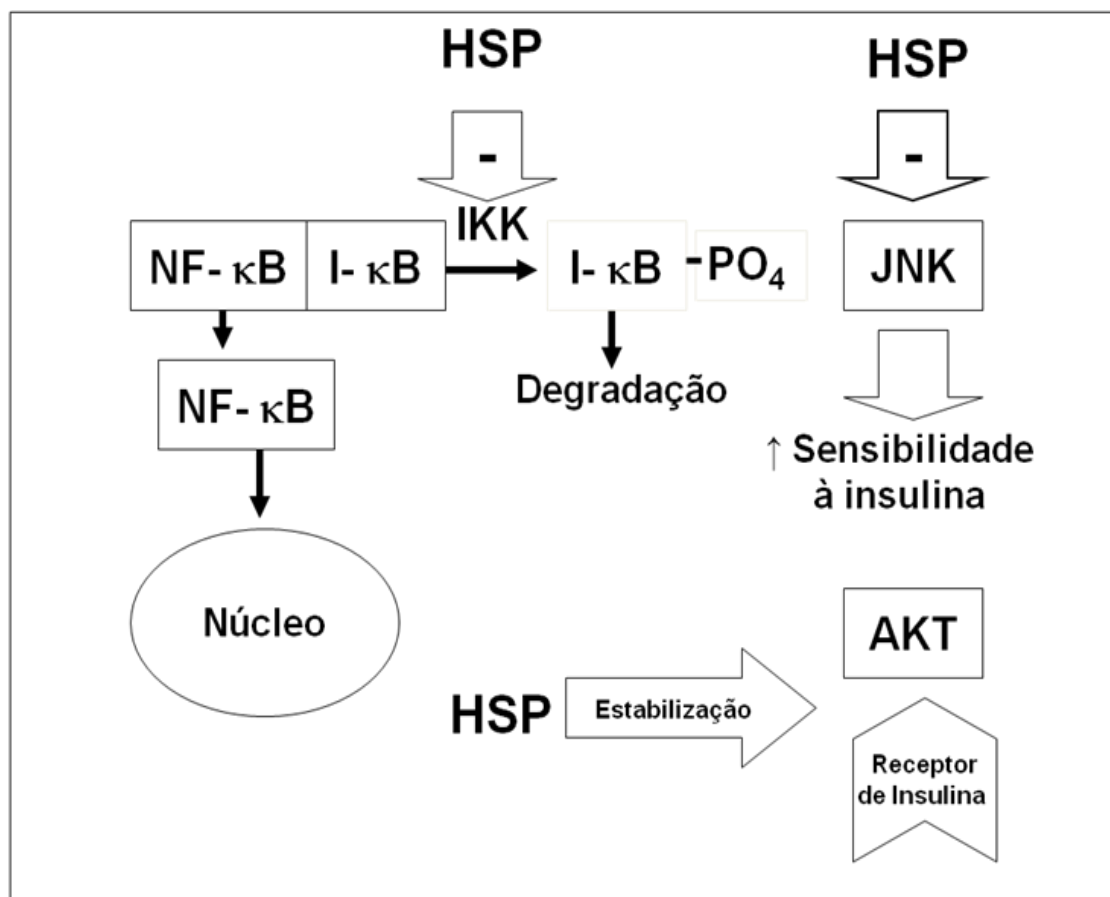 HSP
HSP
-
-
IKK
NF- κB
I- κB
I- κB
-PO₄
JNK
NF- κB
Degradação
↑ Sensibilidade
à insulina
Núcleo
AKT
HSP
Estabilização
Receptor
de Insulina